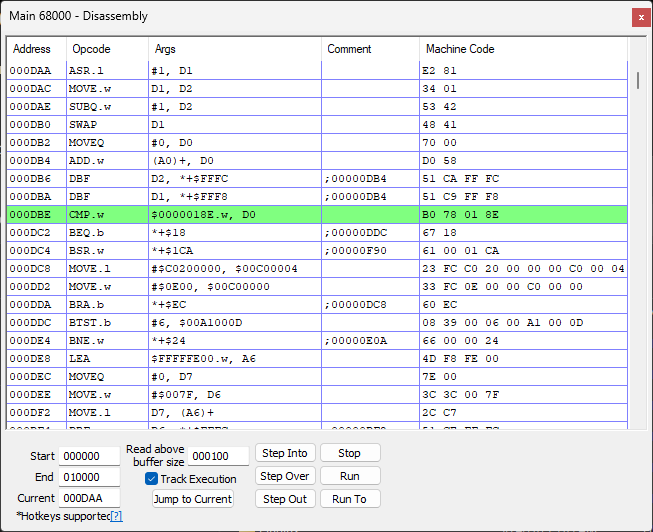 Main 68000 - Disassembly
Address Opcode Args Comment Machine Code
000DAA ASR.l #1, D1 E2 81
000DAC MOVE.w D1, D2 34 01
000DAE SUBQ.w #1, D2 53 42
000DB0 SWAP D1 48 41
000DB2 MOVEQ #0, D0 70 00
000DB4 ADD.w (A0)+, D0 D0 58
000DB6 DBF D2, *+$FFFC ;00000DB4 51 CA FF FC
000DBA DBF D1, *+$FFF8 ;00000DB4 51 C9 FF F8
000DBE CMP.w $0000018E.w, D0 B0 78 01 8E
000DC2 BEQ.b *+$18 ;00000DDC 67 18
000DC4 BSR.w *+$1CA ;00000F90 61 00 01 CA
000DC8 MOVE.l #$C0200000, $00C00004 23 FC C0 20 00 00 00 C0 00 04
000DD2 MOVE.w #$0E00, $00C00000 33 FC 0E 00 00 C0 00 00
000DDA BRA.b *+$EC ;00000DC8 60 EC
000DDC BTST.b #6, $00A1000D 08 39 00 06 00 A1 00 0D
000DE4 BNE.w *+$24 ;00000E0A 66 00 00 24
000DE8 LEA $FFFFFE00.w, A6 4D F8 FE 00
000DEC MOVEQ #0, D7 7E 00
000DEE MOVE.w #$007F, D6 3C 3C 00 7F
000DF2 MOVE.l D7, (A6)+ 2C C7
Start 000000 Read above buffer size 000100 Step Into Stop
End 010000 Track Execution Step Over Run
Current 000DAA Jump to Current Step Out Run To
*Hotkeys supported[?]